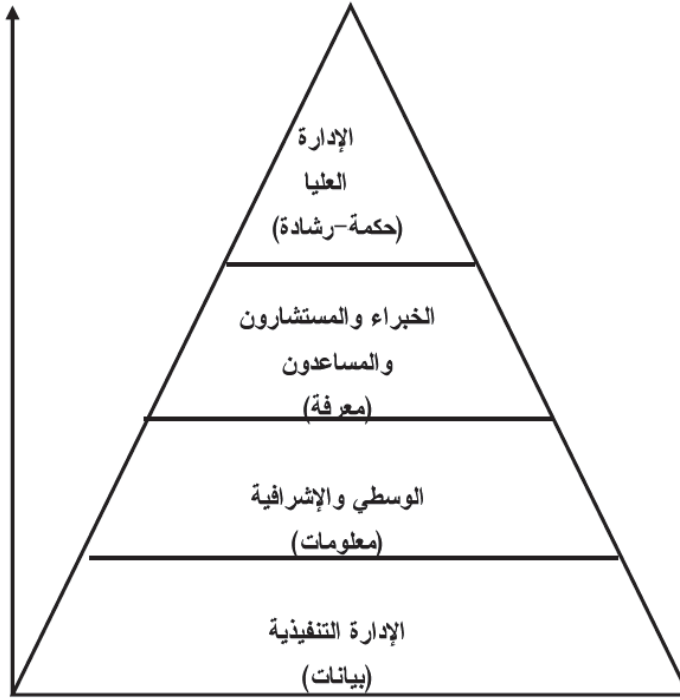 الإدارة
العليا
(حكمة-رشادة)
الخبراء والمستشارون
والمساعدون
(معرفة)
الوسطي والإشرافية
(معلومات)
الإدارة التنفيذية
(بيانات)